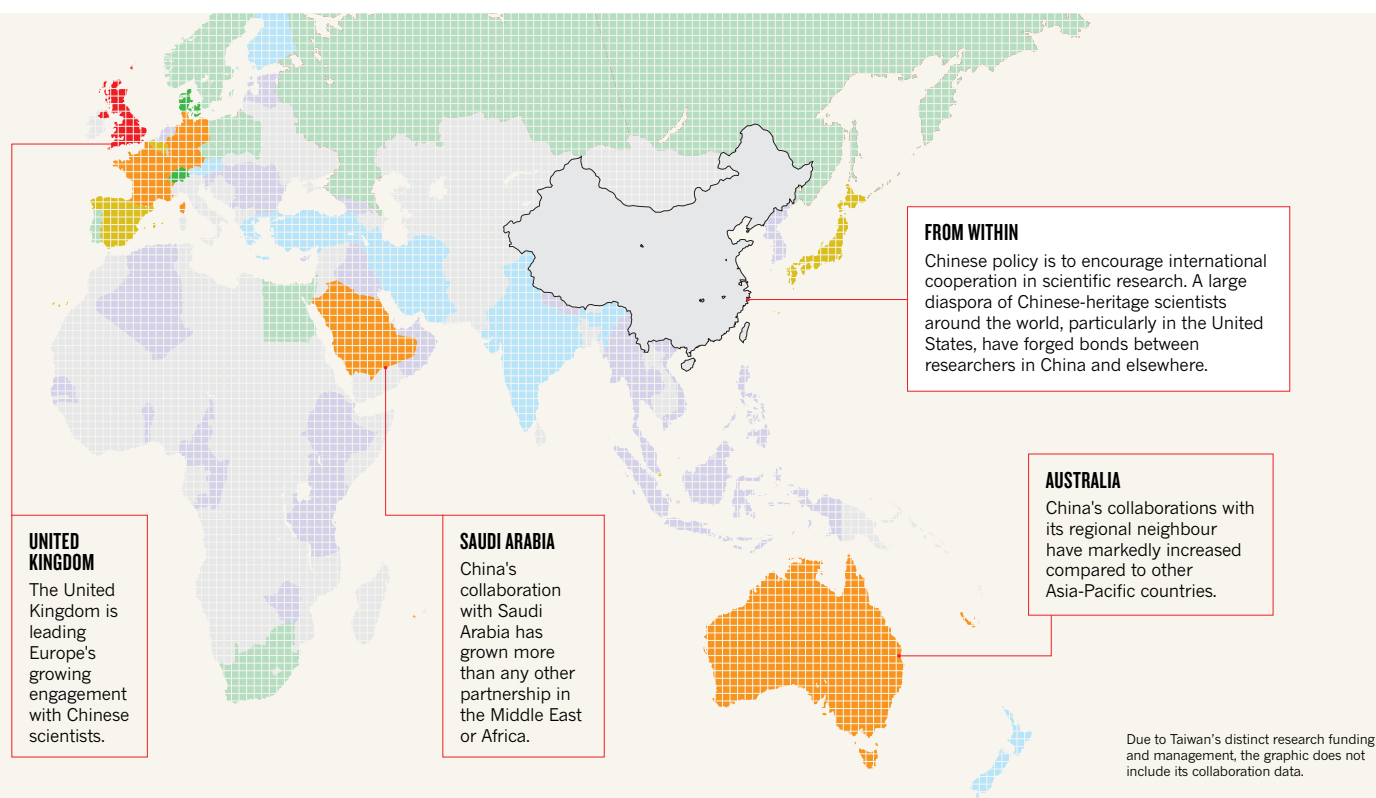 FROM WITHIN
Chinese policy is to encourage international
cooperation in scientific research. A large
diaspora of Chinese-heritage scientists
around the world, particularly in the United
States, have forged bonds between
researchers in China and elsewhere.
AUSTRALIA
China's collaborations with
its regional neighbour
have markedly increased
compared to other
Asia-Pacific countries.
UNITED
KINGDOM
The United
Kingdom is
leading
Europe's
growing
engagement
with Chinese
scientists.
SAUDI ARABIA
China's
collaboration
with Saudi
Arabia has
grown more
than any other
partnership in
the Middle East
or Africa.
Due to Taiwan’s distinct research funding
and management, the graphic does not
include its collaboration data.